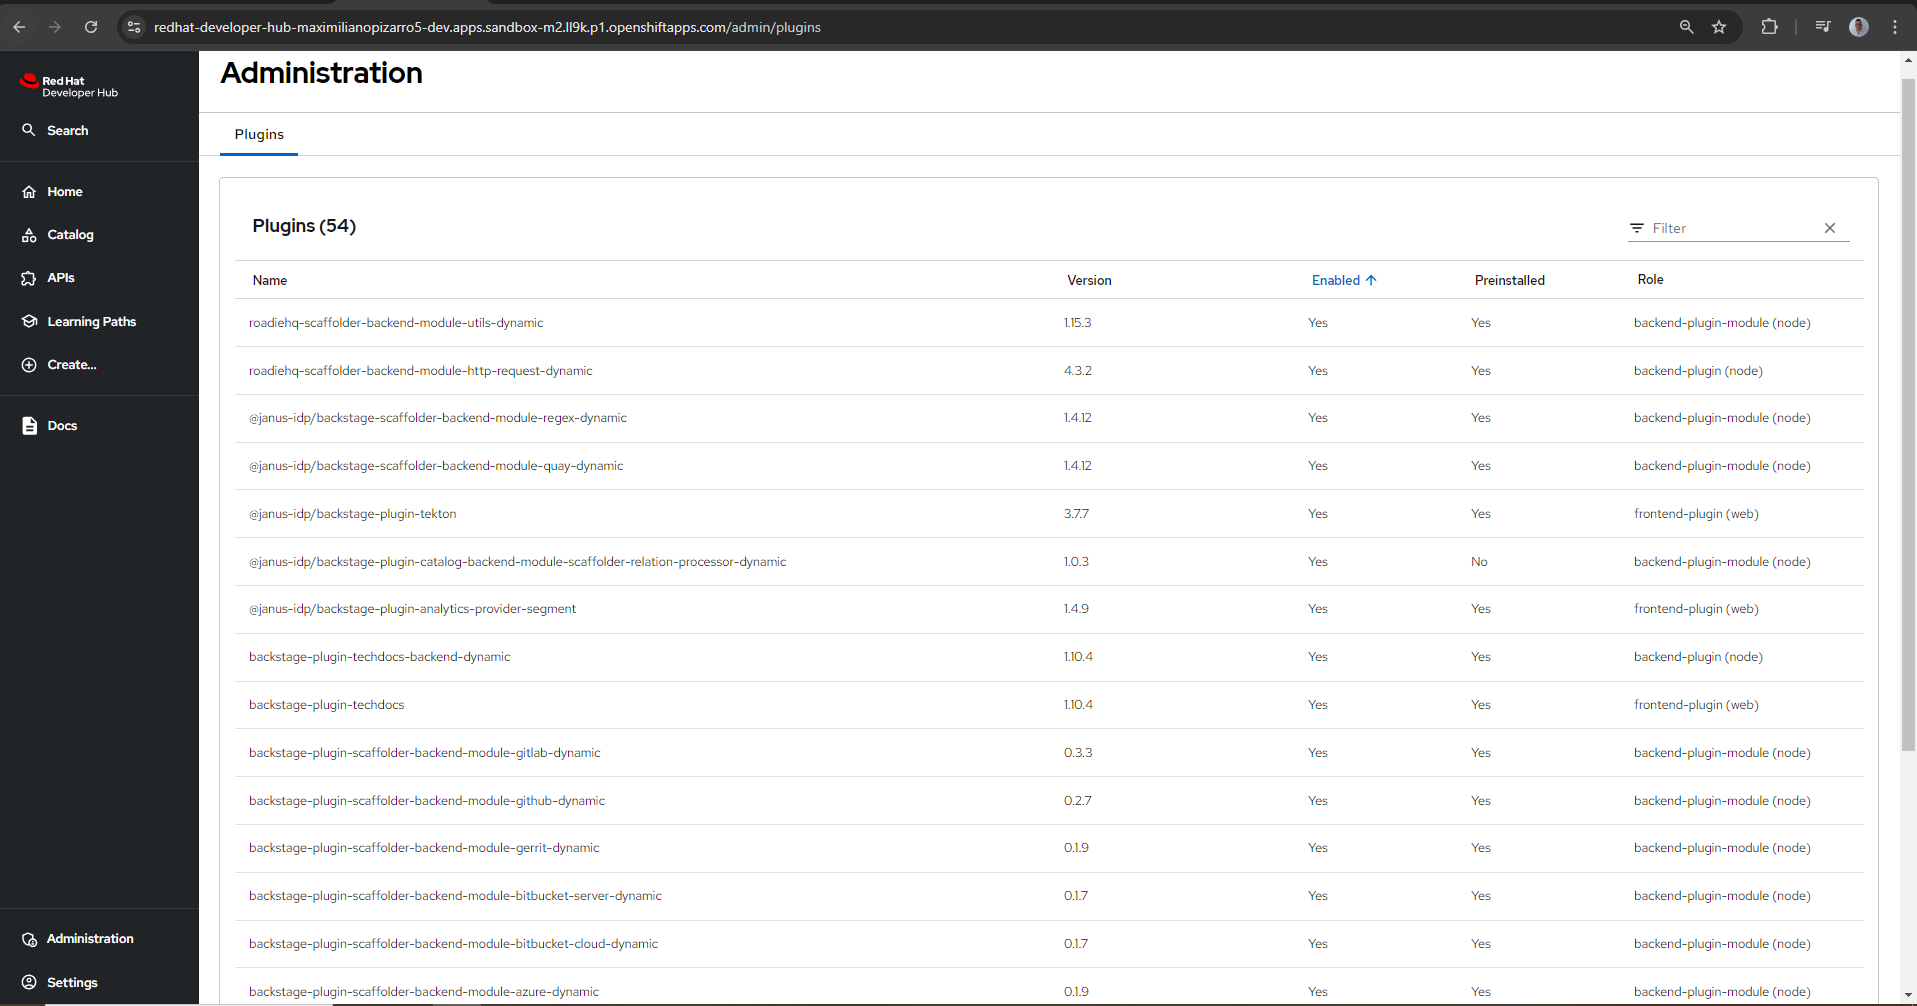 redhat-developer-hub-maximilianopizarro5-dev.apps.sandbox-m2.ll9k.p1.openshiftapps.com/admin/plugins
Red Hat
Developer Hub
Search
Home
Catalog
APIs
Learning Paths
Create...
Docs
Administration
Settings
Administration
Plugins
Plugins (54)
Filter
Name Version Enabled Preinstalled Role
roadiehq-scaffolder-backend-module-utils-dynamic 1.15.3 Yes Yes backend-plugin-module (node)
roadiehq-scaffolder-backend-module-http-request-dynamic 4.3.2 Yes Yes backend-plugin (node)
@janus-idp/backstage-scaffolder-backend-module-regex-dynamic 1.4.12 Yes Yes backend-plugin-module (node)
@janus-idp/backstage-scaffolder-backend-module-quay-dynamic 1.4.12 Yes Yes backend-plugin-module (node)
@janus-idp/backstage-plugin-tekton 3.7.7 Yes Yes frontend-plugin (web)
@janus-idp/backstage-plugin-catalog-backend-module-scaffolder-relation-processor-dynamic 1.0.3 Yes No backend-plugin-module (node)
@janus-idp/backstage-plugin-analytics-provider-segment 1.4.9 Yes Yes frontend-plugin (web)
backstage-plugin-techdocs-backend-dynamic 1.10.4 Yes Yes backend-plugin (node)
backstage-plugin-techdocs 1.10.4 Yes Yes frontend-plugin (web)
backstage-plugin-scaffolder-backend-module-gitlab-dynamic 0.3.3 Yes Yes backend-plugin-module (node)
backstage-plugin-scaffolder-backend-module-github-dynamic 0.2.7 Yes Yes backend-plugin-module (node)
backstage-plugin-scaffolder-backend-module-gerrit-dynamic 0.1.9 Yes Yes backend-plugin-module (node)
backstage-plugin-scaffolder-backend-module-bitbucket-server-dynamic 0.1.7 Yes Yes backend-plugin-module (node)
backstage-plugin-scaffolder-backend-module-bitbucket-cloud-dynamic 0.1.7 Yes Yes backend-plugin-module (node)
backstage-plugin-scaffolder-backend-module-azure-dynamic 0.1.9 Yes Yes backend-plugin-module (node)